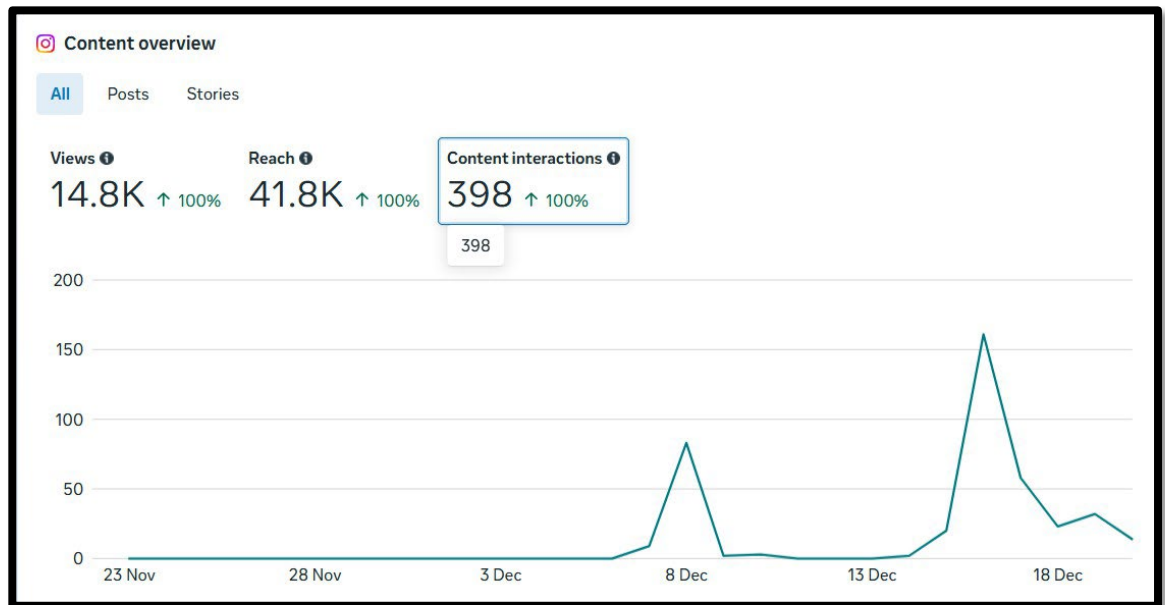 Content overview
All Posts Stories
Views Reach Content interactions
14.8K ↑ 100% 41.8K ↑ 100% 398 ↑ 100%
398
200
150
100
50
0
23 Nov 28 Nov 3 Dec 8 Dec 13 Dec 18 Dec